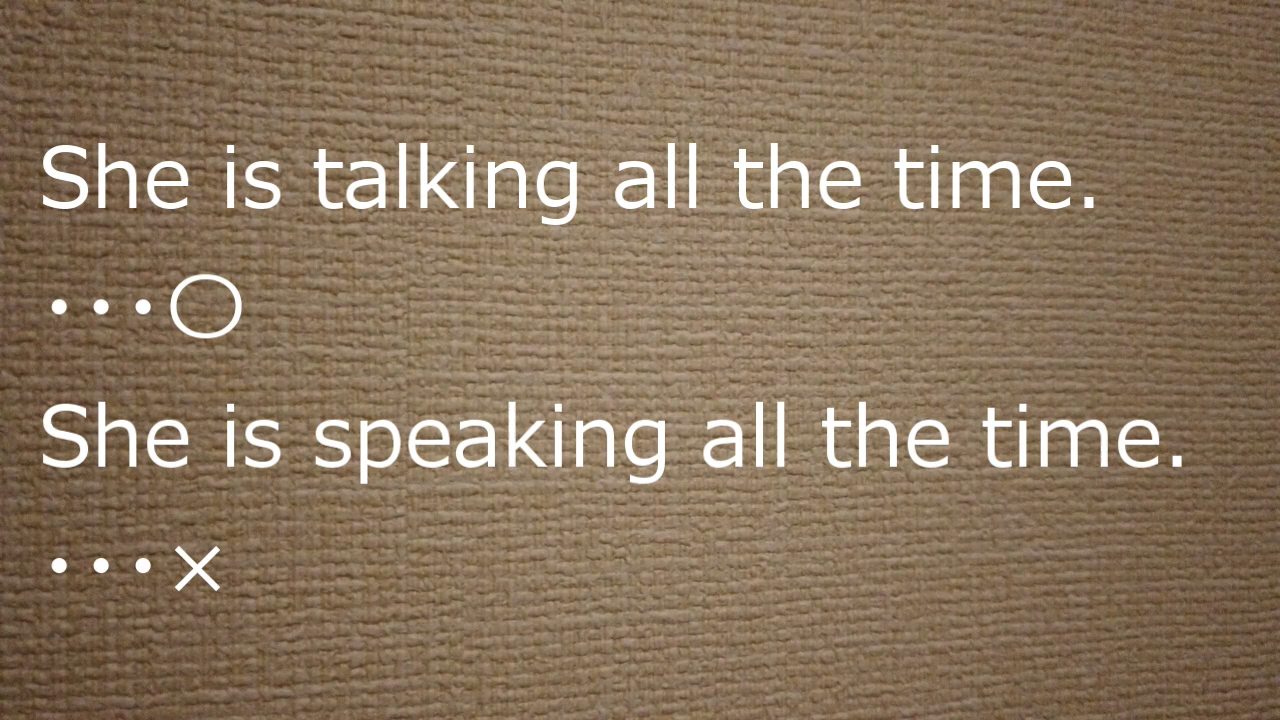 She is talking all the time.
・・・○
She is speaking all the time.
・・・×